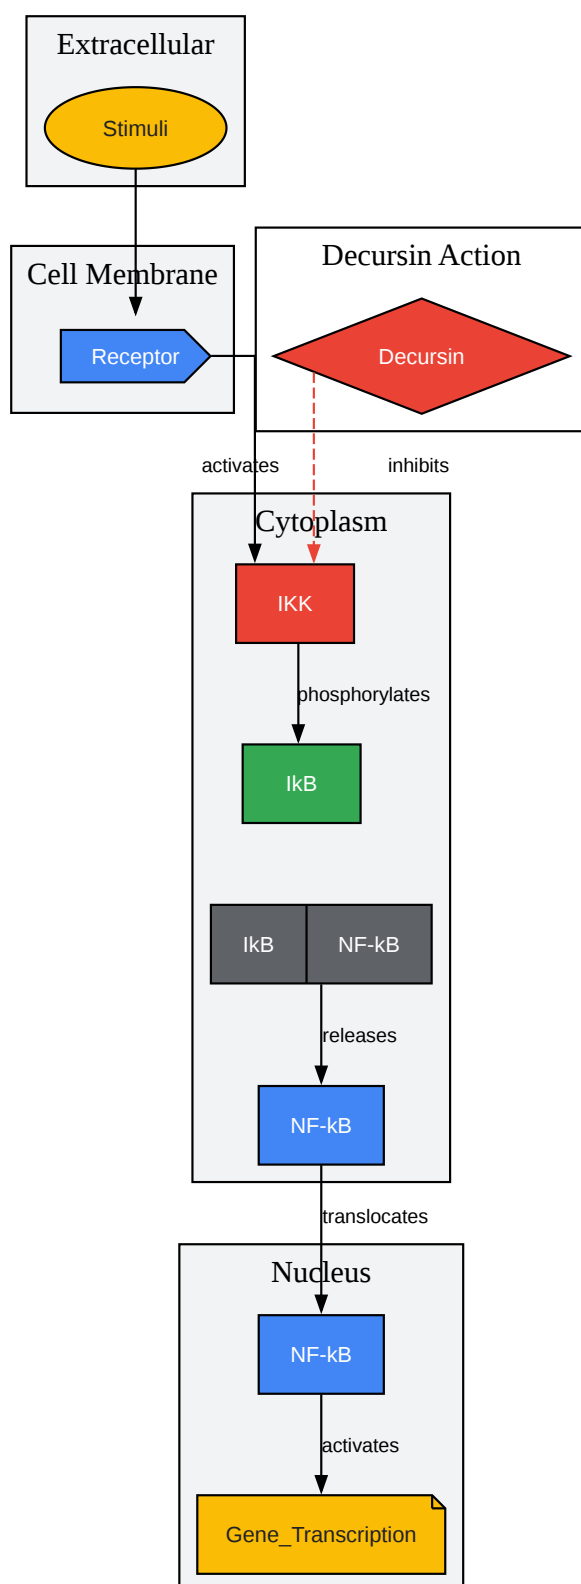 Extracellular
Stimuli
Cell Membrane
Receptor
Decursin Action
Decursin
activates
inhibits
Cytoplasm
IKK
phosphorylates
IkB
IkB
NF-kB
releases
NF-kB
translocates
Nucleus
NF-kB
activates
Gene_Transcription